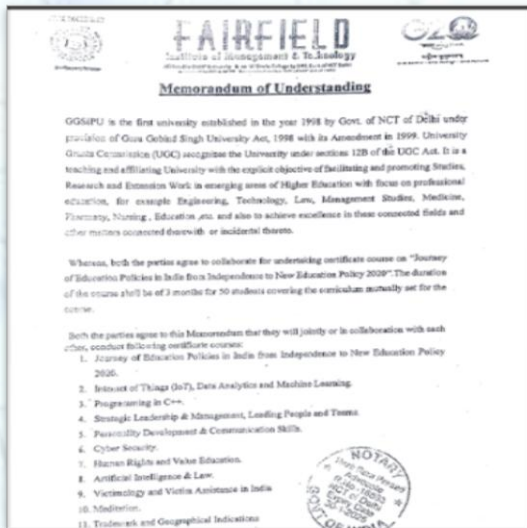 FAIRFIELD
Institute of Management & Technology
Memorandum of Understanding
GGSIPU is the first university established in the year 1998 by Govt. of NCT of Delhi under
provision of Guru Gobind Singh University Act, 1998 with its Amendment in 1999. University
Grants Commission (UGC) recognises the University under sections 12B of the UGC Act. It is a
teaching and affiliating University with the explicit objective of facilitating and promoting Studies,
Research and Extension Work in emerging areas of Higher Education with focus on professional
education, for example Engineering, Technology, Law, Management Studies, Medicine,
Pharmacy, Nursing , Education ,etc and also to achieve excellence in these connected fields and
other matters connected therewith or incidental thereto.
Whereas, both the parties agree to collaborate for undertaking certificate course on "Journey
of Education Policies in India from Independence to New Education Policy 2020". The duration
of the course shall be of 3 months for 50 students covering the curriculum mutually set for the
course.
Both the parties agree to this Memorandum that they will jointly or in collaboration with each
other, conduct following certificate courses:
1. Journey of Education Policies in India from Independence to New Education Policy
2020.
2. Internet of Things (IoT), Data Analytics and Machine Learning.
3. Programming in C++.
4. Strategic Leadership & Management, Leading People and Teams.
5. Personality Development & Communication Skills.
6. Cyber Security.
7. Human Rights and Value Education.
8. Artificial Intelligence & Law.
9. Victimology and Victim Assistance in India
10. Meditation.
11. Trademark and Geographical Indications
NOTARY